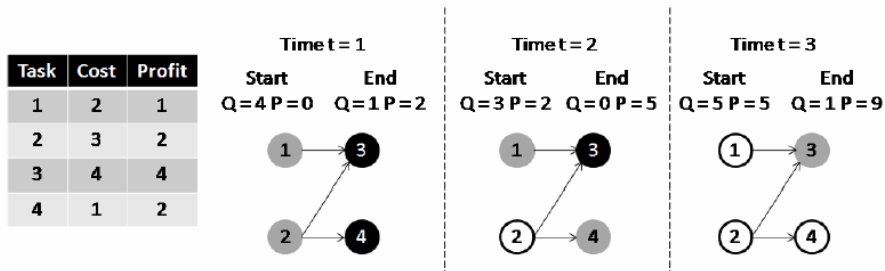 Task Cost Profit
1 2 1
2 3 2
3 4 4
4 1 2
Time t = 1
Start End
Q = 4 P = 0 Q = 1 P = 2
1 3
2 4
Time t = 2
Start End
Q = 3 P = 2 Q = 0 P = 5
1 3
2 4
Time t = 3
Start End
Q = 5 P = 5 Q = 1 P = 9
1 3
2 4